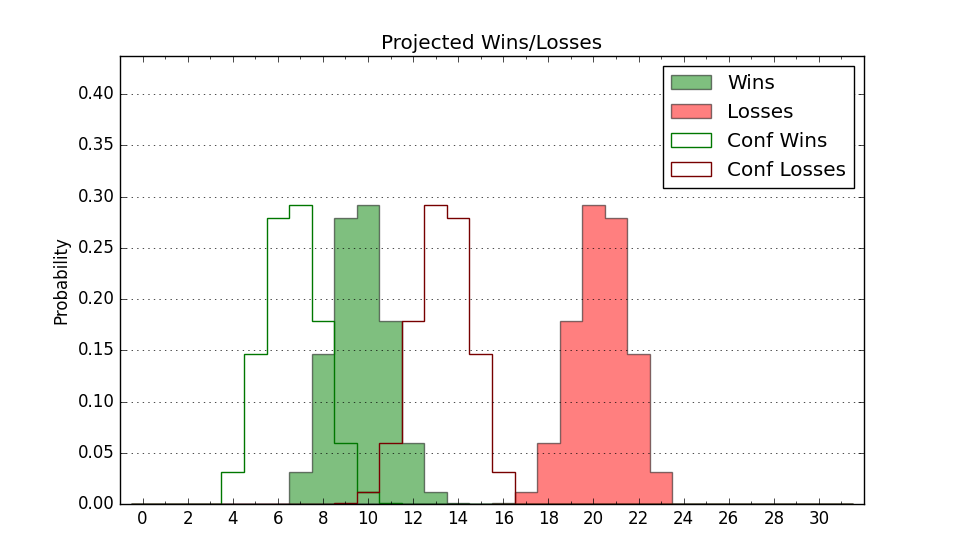 Projected Wins/Losses
Wins
Losses
Conf Wins
Conf Losses
Probability
0.40
0.35
0.30
0.25
0.20
0.15
0.10
0.05
0.00
0 2 4 6 8 10 12 14 16 18 20 22 24 26 28 30